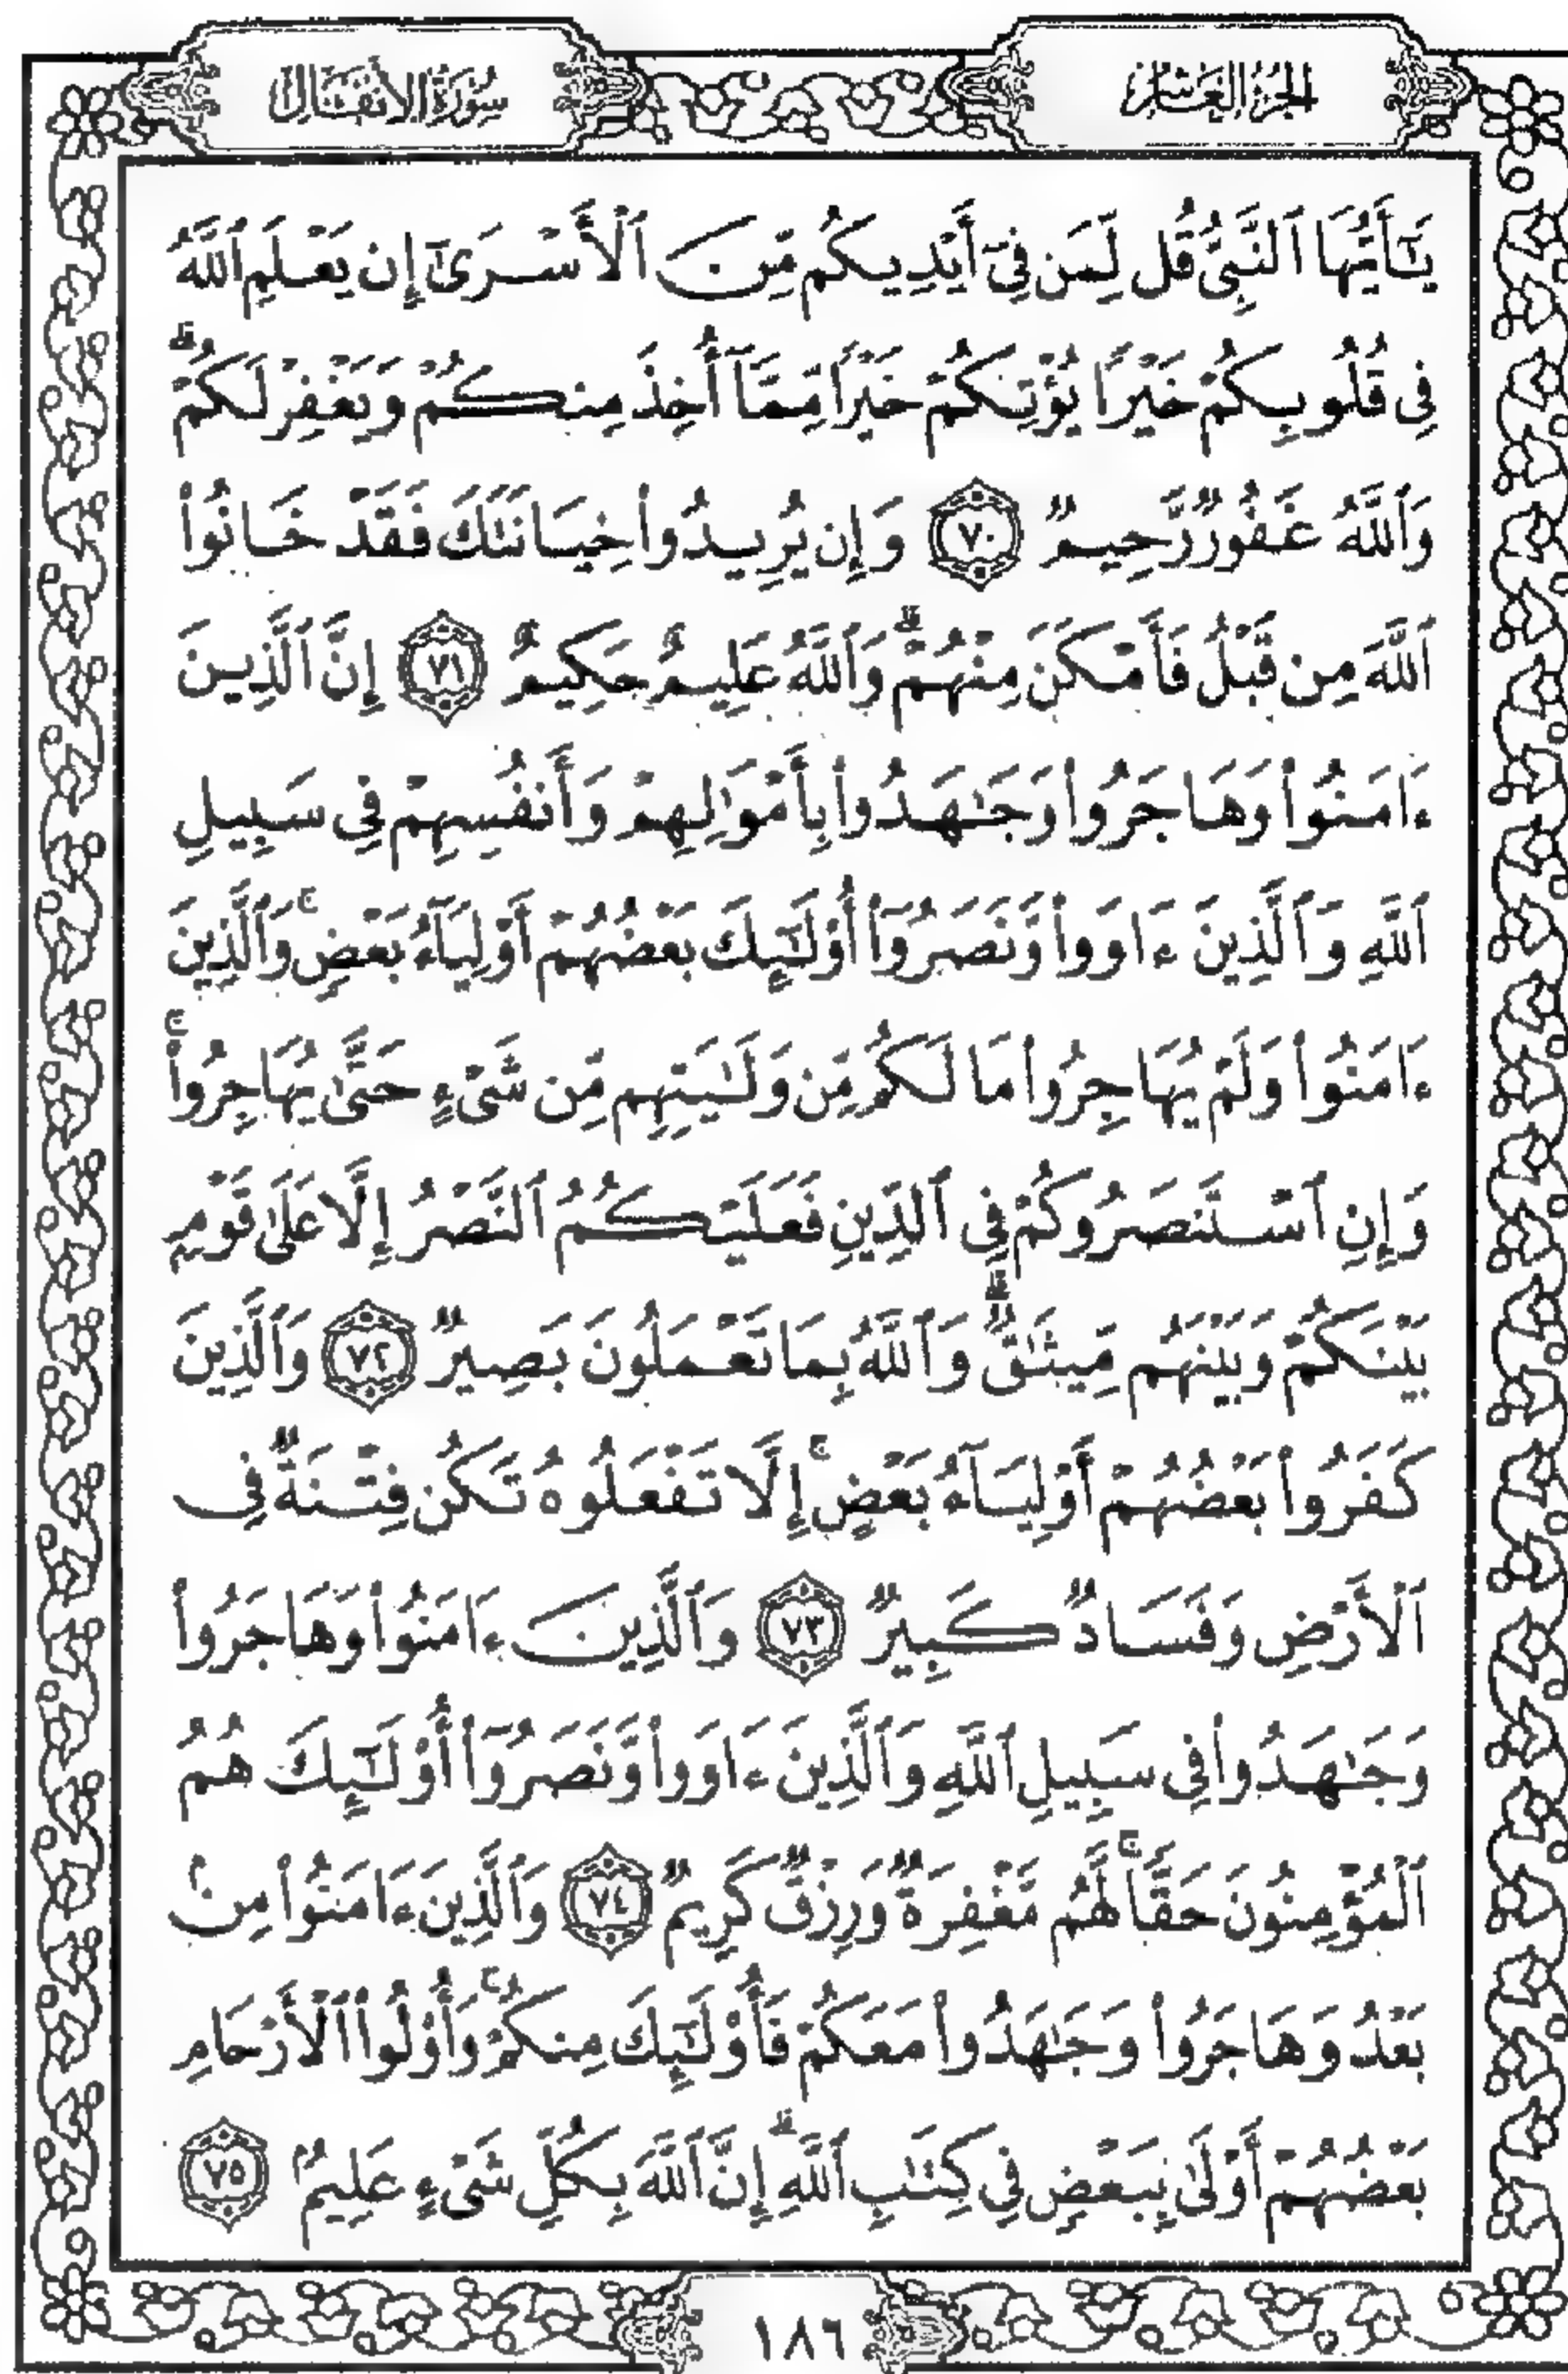 الجزء العاشر
سورة الأنفال
يَٰٓأَيُّهَا ٱلنَّبِىُّ قُل لِّمَن فِىٓ أَيْدِيكُم مِّنَ ٱلْأَسْرَىٰٓ إِن يَعْلَمِ ٱللَّهُ
فِى قُلُوبِكُمْ خَيْرًا يُؤْتِكُمْ خَيْرًا مِّمَّآ أُخِذَ مِنكُمْ وَيَغْفِرْ لَكُمْ ۗ
وَٱللَّهُ غَفُورٌ رَّحِيمٌ ٧٠ وَإِن يُرِيدُوا۟ خِيَانَتَكَ فَقَدْ خَانُوا۟
ٱللَّهَ مِن قَبْلُ فَأَمْكَنَ مِنْهُمْ ۗ وَٱللَّهُ عَلِيمٌ حَكِيمٌ ٧١ إِنَّ ٱلَّذِينَ
ءَامَنُوا۟ وَهَاجَرُوا۟ وَجَٰهَدُوا۟ بِأَمْوَٰلِهِمْ وَأَنفُسِهِمْ فِى سَبِيلِ
ٱللَّهِ وَٱلَّذِينَ ءَاوَوا۟ وَّنَصَرُوٓا۟ أُو۟لَٰٓئِكَ بَعْضُهُمْ أَوْلِيَآءُ بَعْضٍ ۚ وَٱلَّذِينَ
ءَامَنُوا۟ وَلَمْ يُهَاجِرُوا۟ مَا لَكُم مِّن وَلَٰيَتِهِم مِّن شَىْءٍ حَتَّىٰ يُهَاجِرُوا۟ ۚ
وَإِنِ ٱسْتَنصَرُوكُمْ فِى ٱلدِّينِ فَعَلَيْكُمُ ٱلنَّصْرُ إِلَّا عَلَىٰ قَوْمٍۭ
بَيْنَكُمْ وَبَيْنَهُم مِّيثَٰقٌ ۗ وَٱللَّهُ بِمَا تَعْمَلُونَ بَصِيرٌ ٧٢ وَٱلَّذِينَ
كَفَرُوا۟ بَعْضُهُمْ أَوْلِيَآءُ بَعْضٍ ۚ إِلَّا تَفْعَلُوهُ تَكُن فِتْنَةٌ فِى
ٱلْأَرْضِ وَفَسَادٌ كَبِيرٌ ٧٣ وَٱلَّذِينَ ءَامَنُوا۟ وَهَاجَرُوا۟
وَجَٰهَدُوا۟ فِى سَبِيلِ ٱللَّهِ وَٱلَّذِينَ ءَاوَوا۟ وَّنَصَرُوٓا۟ أُو۟لَٰٓئِكَ هُمُ
ٱلْمُؤْمِنُونَ حَقًّا ۚ لَّهُم مَّغْفِرَةٌ وَرِزْقٌ كَرِيمٌ ٧٤ وَٱلَّذِينَ ءَامَنُوا۟ مِنۢ
بَعْدُ وَهَاجَرُوا۟ وَجَٰهَدُوا۟ مَعَكُمْ فَأُو۟لَٰٓئِكَ مِنكُمْ ۚ وَأُو۟لُوا۟ ٱلْأَرْحَامِ
بَعْضُهُمْ أَوْلَىٰ بِبَعْضٍ فِى كِتَٰبِ ٱللَّهِ ۗ إِنَّ ٱللَّهَ بِكُلِّ شَىْءٍ عَلِيمٌۢ ٧٥
١٨٦